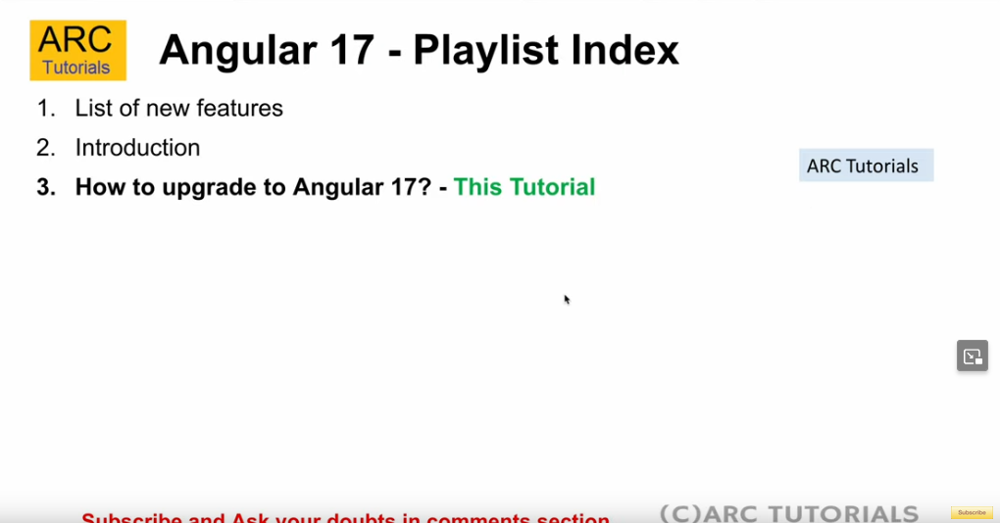 ARC
Tutorials
Angular 17 - Playlist Index
1. List of new features
2. Introduction
ARC Tutorials
3. How to upgrade to Angular 17? - This Tutorial
Subscribe and Ask your doubts in comments section
(C)ARC TUTORIALS
Subscribe